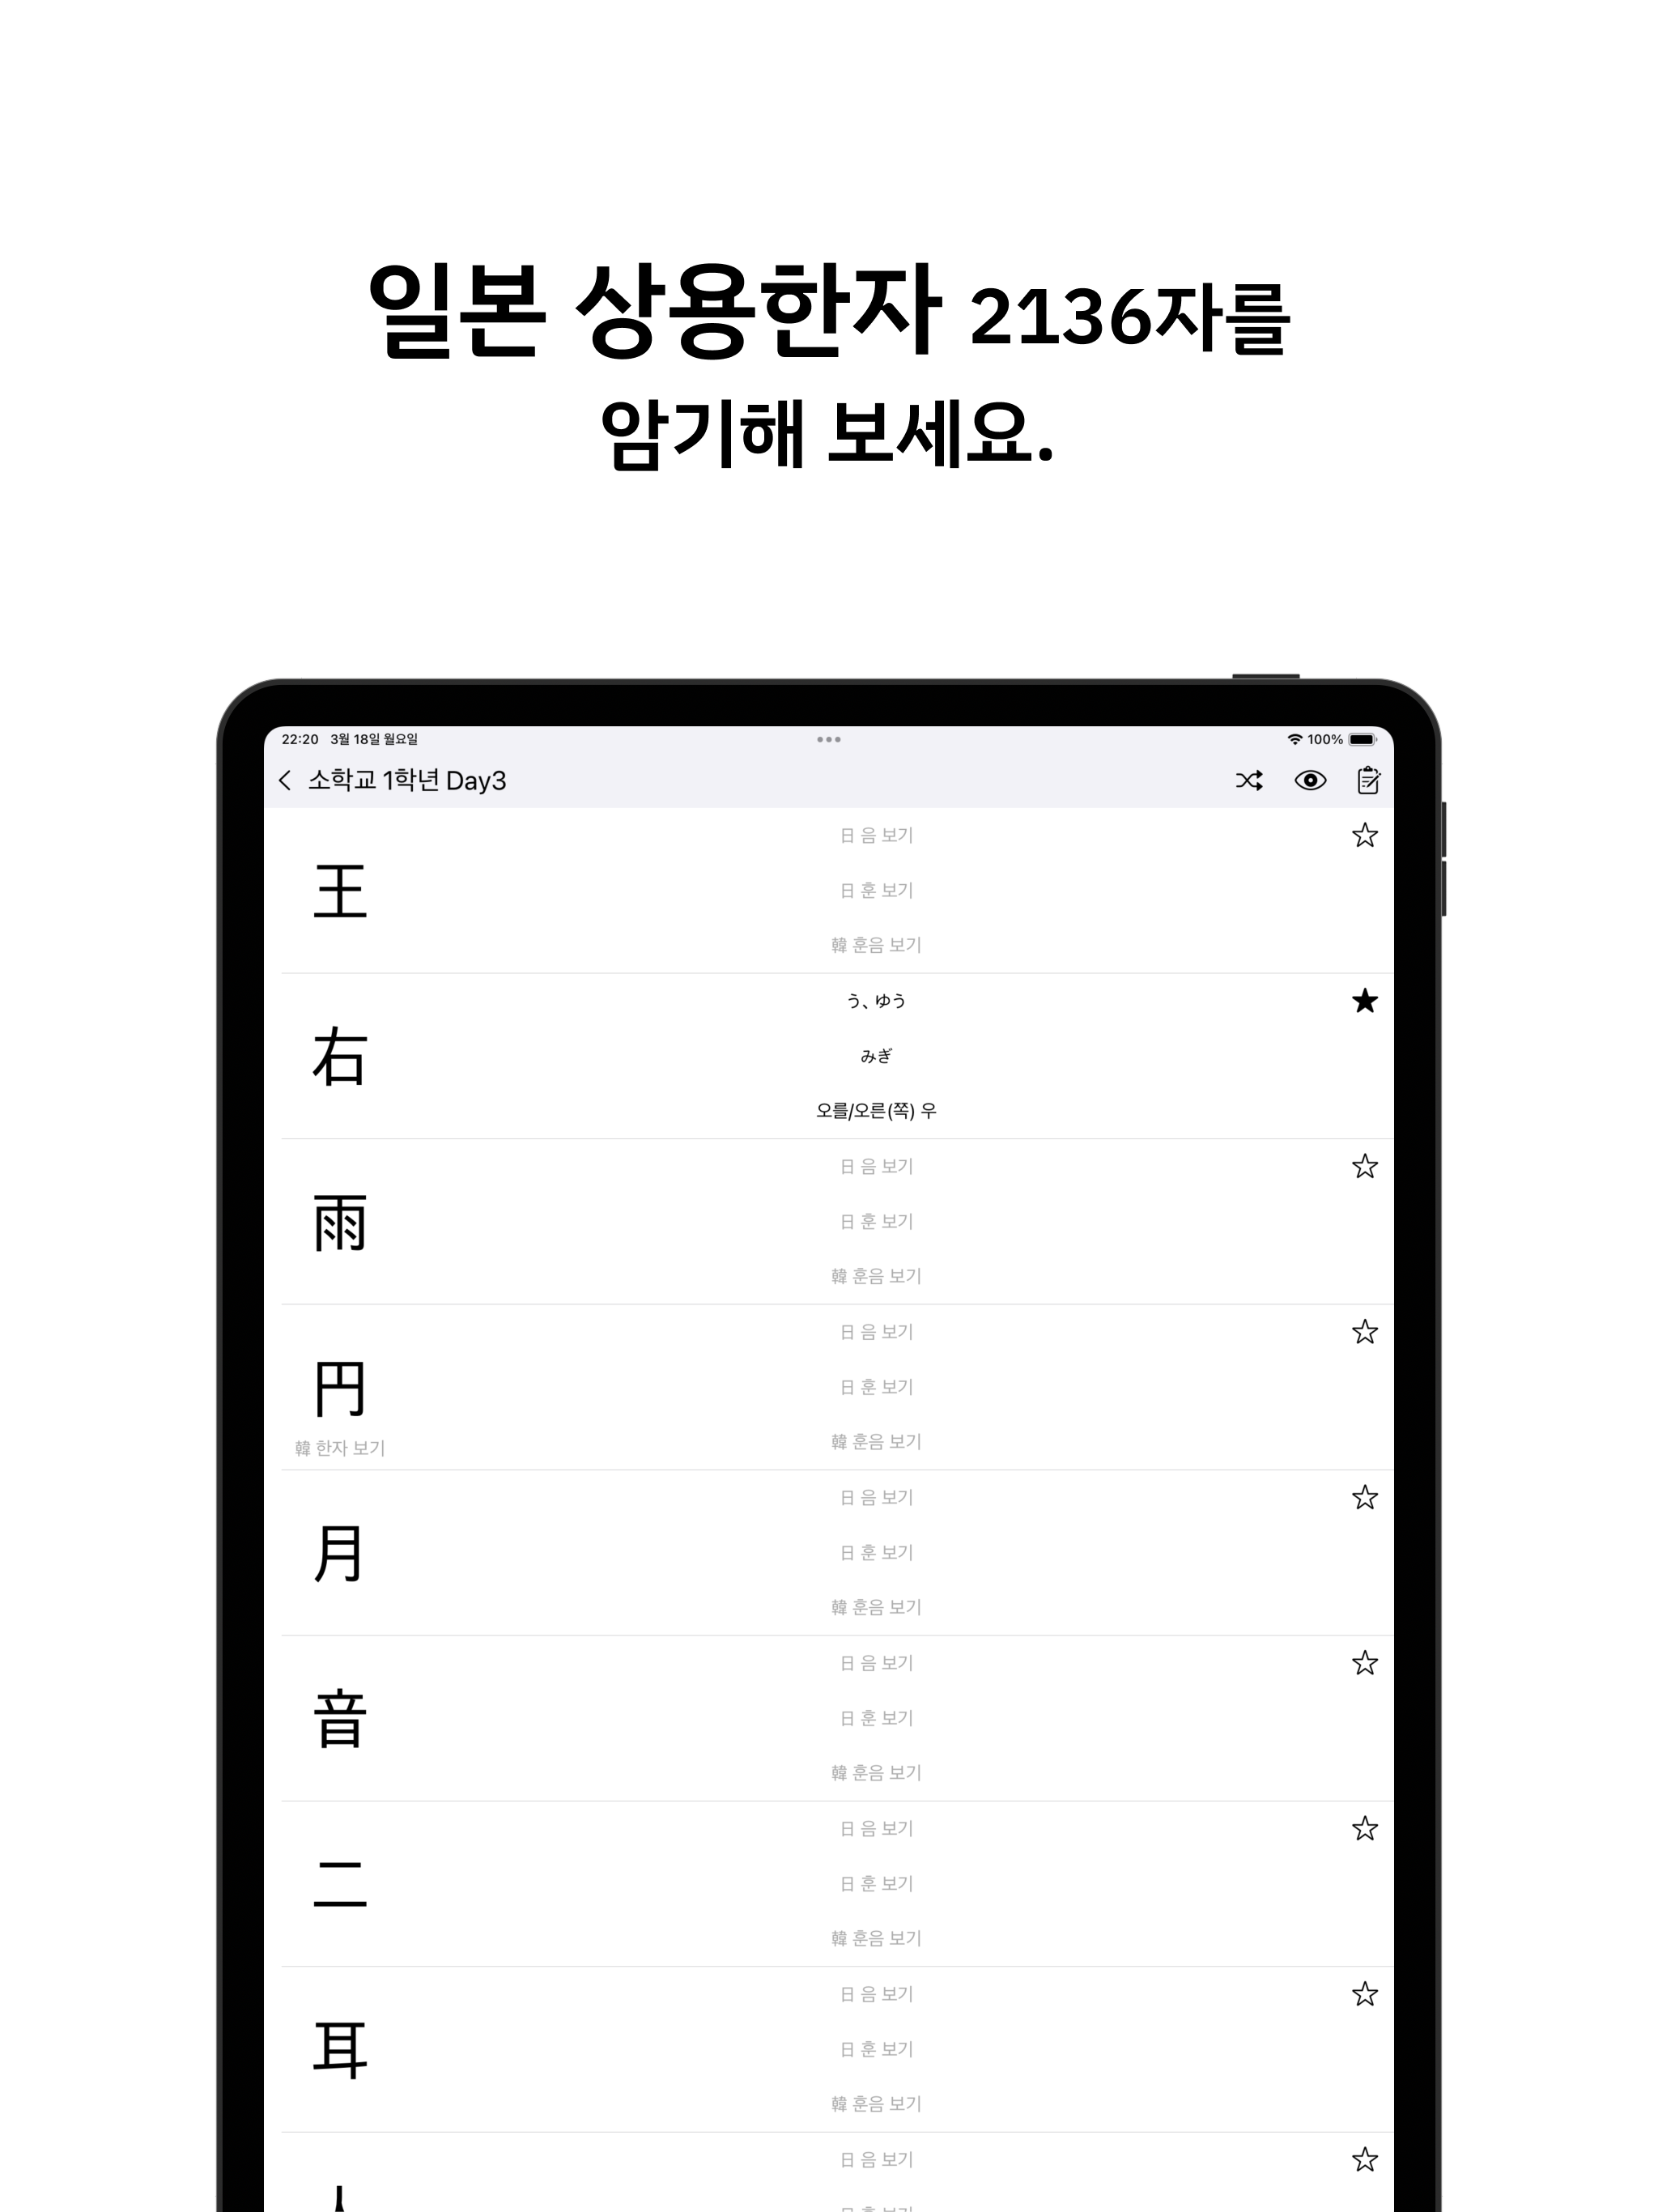 일본 상용한자 2136자를
암기해 보세요.
22:20 3월 18일 월요일
100%
소학교 1학년 Day3
日 음 보기
王
日 훈 보기
韓 훈음 보기
う、ゆう
右
みぎ
오를/오른(쪽) 우
日 음 보기
雨
日 훈 보기
韓 훈음 보기
日 음 보기
円
日 훈 보기
韓 한자 보기
韓 훈음 보기
日 음 보기
月
日 훈 보기
韓 훈음 보기
日 음 보기
音
日 훈 보기
韓 훈음 보기
日 음 보기
二
日 훈 보기
韓 훈음 보기
日 음 보기
耳
日 훈 보기
韓 훈음 보기
日 음 보기